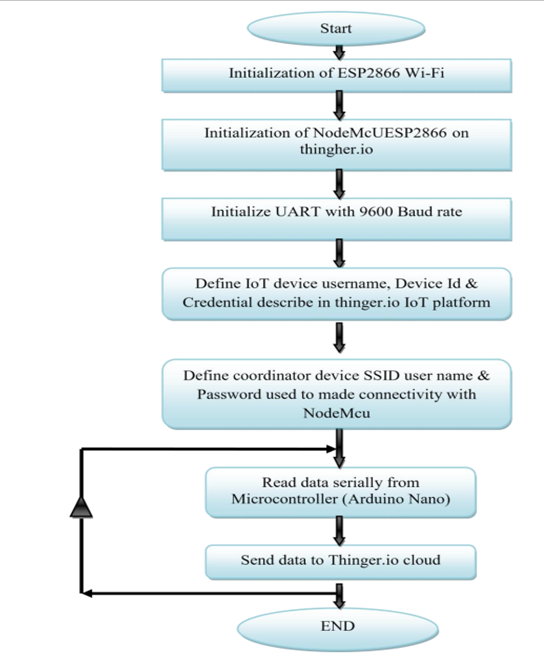 Start
Initialization of ESP2866 Wi-Fi
Initialization of NodeMcUESP2866 on
thingher.io
Initialize UART with 9600 Baud rate
Define IoT device username, Device Id &
Credential describe in thinger.io IoT platform
Define coordinator device SSID user name &
Password used to made connectivity with
NodeMcu
Read data serially from
Microcontroller (Arduino Nano)
Send data to Thinger.io cloud
END